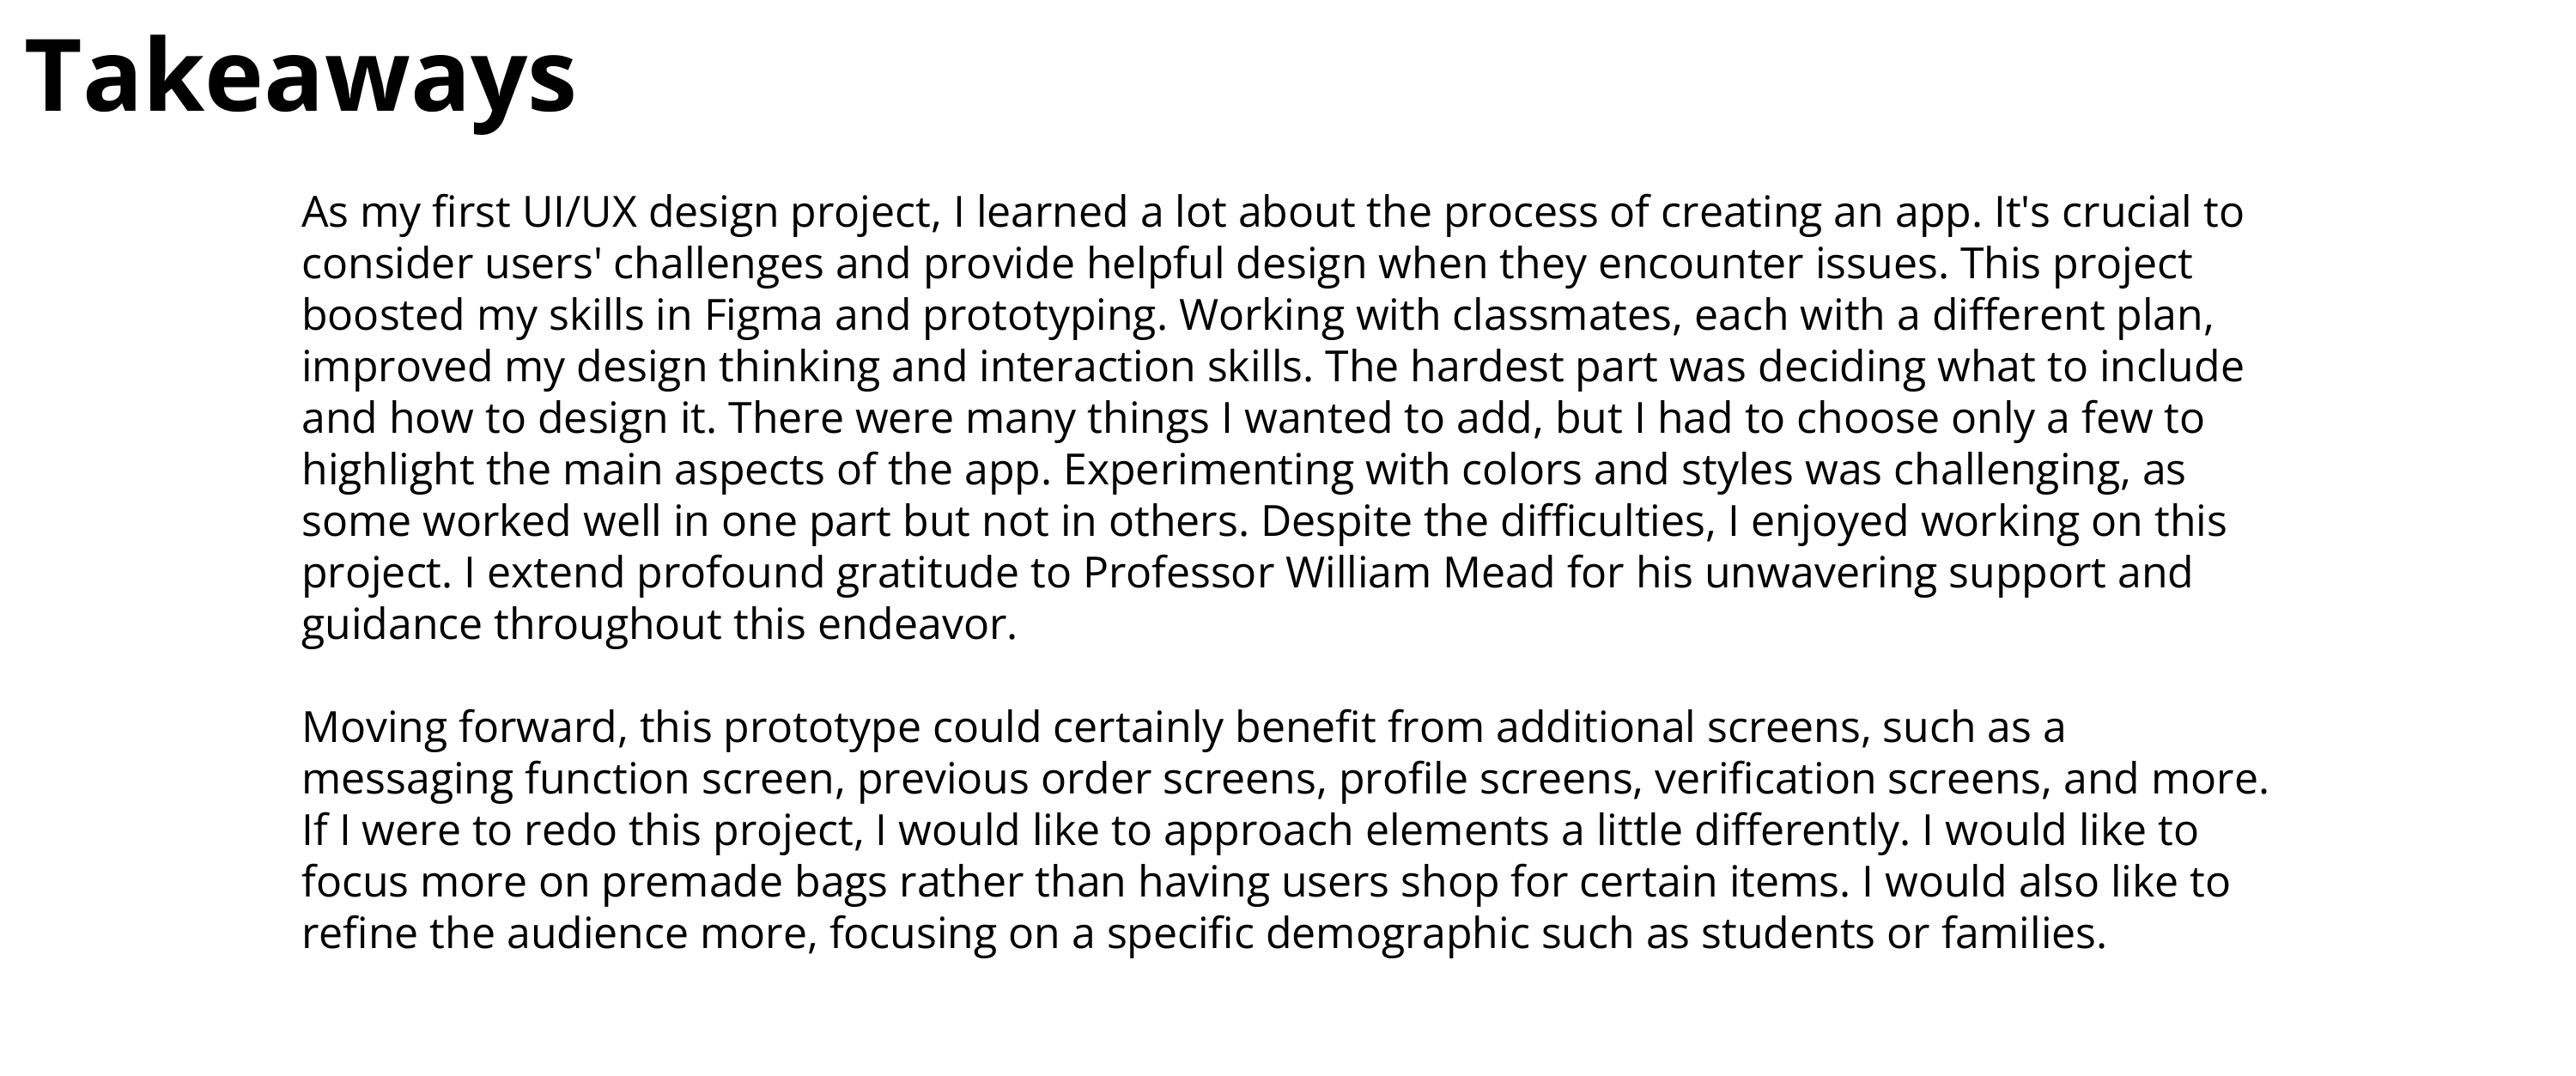 Takeaways
As my first UI/UX design project, I learned a lot about the process of creating an app. It's crucial to
consider users' challenges and provide helpful design when they encounter issues. This project
boosted my skills in Figma and prototyping. Working with classmates, each with a different plan,
improved my design thinking and interaction skills. The hardest part was deciding what to include
and how to design it. There were many things I wanted to add, but I had to choose only a few to
highlight the main aspects of the app. Experimenting with colors and styles was challenging, as
some worked well in one part but not in others. Despite the difficulties, I enjoyed working on this
project. I extend profound gratitude to Professor William Mead for his unwavering support and
guidance throughout this endeavor.
Moving forward, this prototype could certainly benefit from additional screens, such as a
messaging function screen, previous order screens, profile screens, verification screens, and more.
If I were to redo this project, I would like to approach elements a little differently. I would like to
focus more on premade bags rather than having users shop for certain items. I would also like to
refine the audience more, focusing on a specific demographic such as students or families.